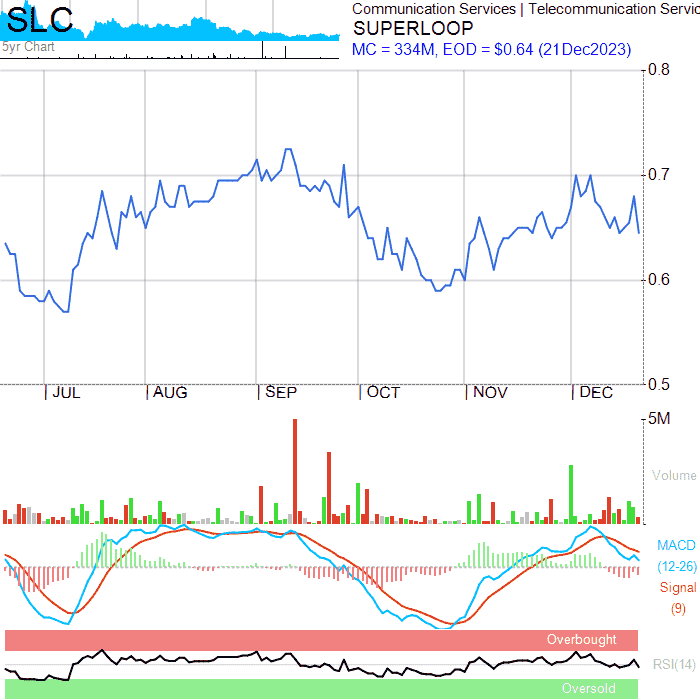 SLC
5yr Chart
Communication Services | Telecommunication Servic
SUPERLOOP
MC = 334M, EOD = $0.64 (21Dec2023)
0.8
0.7
0.6
0.5
JUL
AUG
SEP
OCT
NOV
DEC
5M
Volume
MACD
(12-26)
Signal
(9)
Overbought
RSI(14)
Oversold